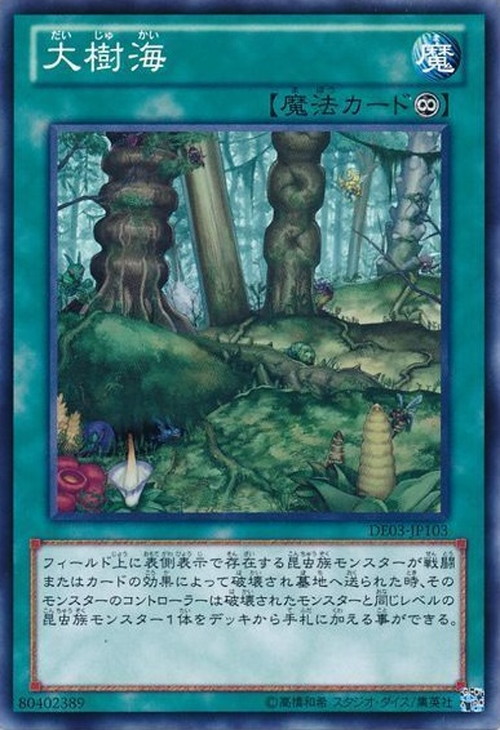 大樹海
魔
【魔法カード∞】
DE03-JP103
フィールド上に表側表示で存在する昆虫族モンスターが戦闘
またはカードの効果によって破壊され墓地へ送られた時、その
モンスターのコントローラーは破壊されたモンスターと同じレベルの
昆虫族モンスター1体をデッキから手札に加える事ができる。
80402389
©高橋和希 スタジオ・ダイス/集英社